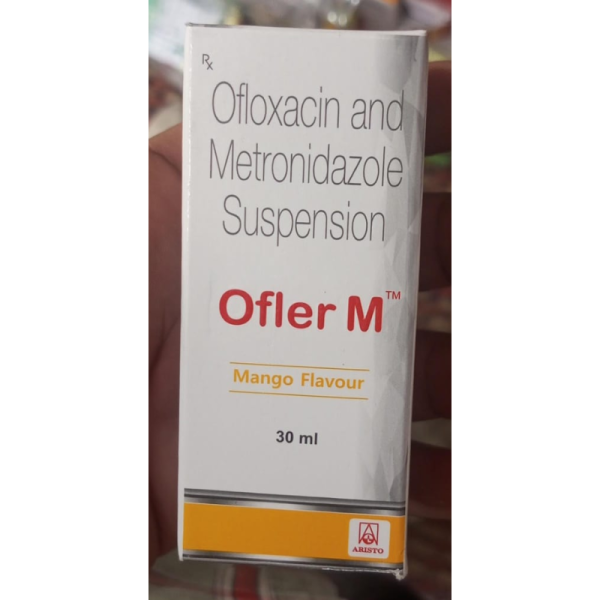 Rx
Ofloxacin and
Metronidazole
Suspension
Ofler M™
Mango Flavour
30 ml
ARISTO